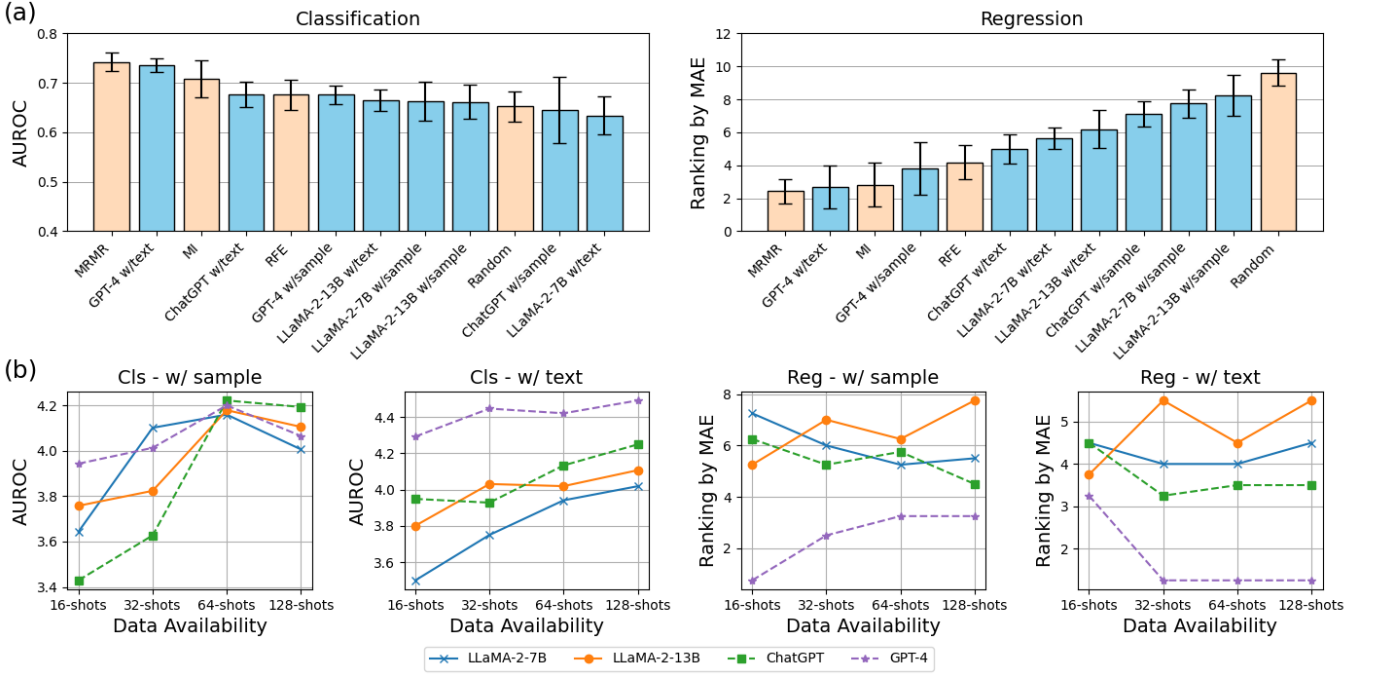 (a)
Classification
AUROC
0.8
0.7
0.6
0.5
0.4
MRMR
GPT-4 w/text
MI
ChatGPT w/text
RFE
GPT-4 w/sample
LLaMA-2-13B w/text
LLaMA-2-7B w/sample
LLaMA-2-13B w/sample
Random
ChatGPT w/sample
LLaMA-2-7B w/text
Regression
Ranking by MAE
12
10
8
6
4
2
0
MRMR
GPT-4 w/text
MI
GPT-4 w/sample
RFE
ChatGPT w/text
LLaMA-2-7B w/text
LLaMA-2-13B w/text
ChatGPT w/sample
LLaMA-2-7B w/sample
LLaMA-2-13B w/sample
Random
(b)
Cls - w/ sample
AUROC
4.2
4.0
3.8
3.6
3.4
16-shots 32-shots 64-shots 128-shots
Data Availability
Cls - w/ text
AUROC
4.4
4.2
4.0
3.8
3.6
16-shots 32-shots 64-shots 128-shots
Data Availability
Reg - w/ sample
Ranking by MAE
8
6
4
2
16-shots 32-shots 64-shots 128-shots
Data Availability
Reg - w/ text
Ranking by MAE
5
4
3
2
16-shots 32-shots 64-shots 128-shots
Data Availability
LLaMA-2-7B LLaMA-2-13B ChatGPT GPT-4